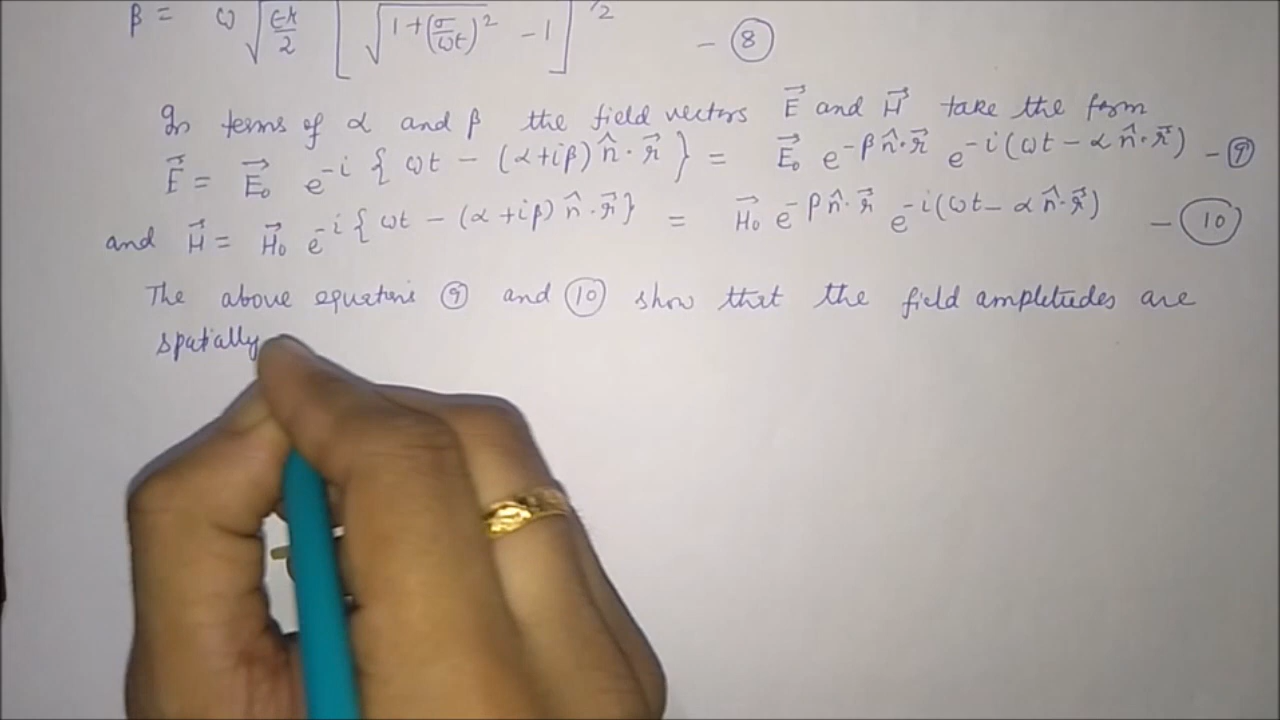 β = ω √(ϵμ/2) [ √(1+(σ/ωt)²) - 1 ]^1/2 - ⑧
In terms of α and β the field vectors E⃗ and H⃗ take the form
E⃗ = E⃗₀ e^-i { ωt - (α+iβ) n̂·r⃗ } = E⃗₀ e^-β n̂·r⃗ e^-i(ωt - α n̂·r⃗) - ⑨
and H⃗ = H⃗₀ e^-i { ωt - (α+iβ) n̂·r⃗ } = H⃗₀ e^-β n̂·r⃗ e^-i(ωt - α n̂·r⃗) - ⑩
The above equations ⑨ and ⑩ show that the field ampletudes are
spatially